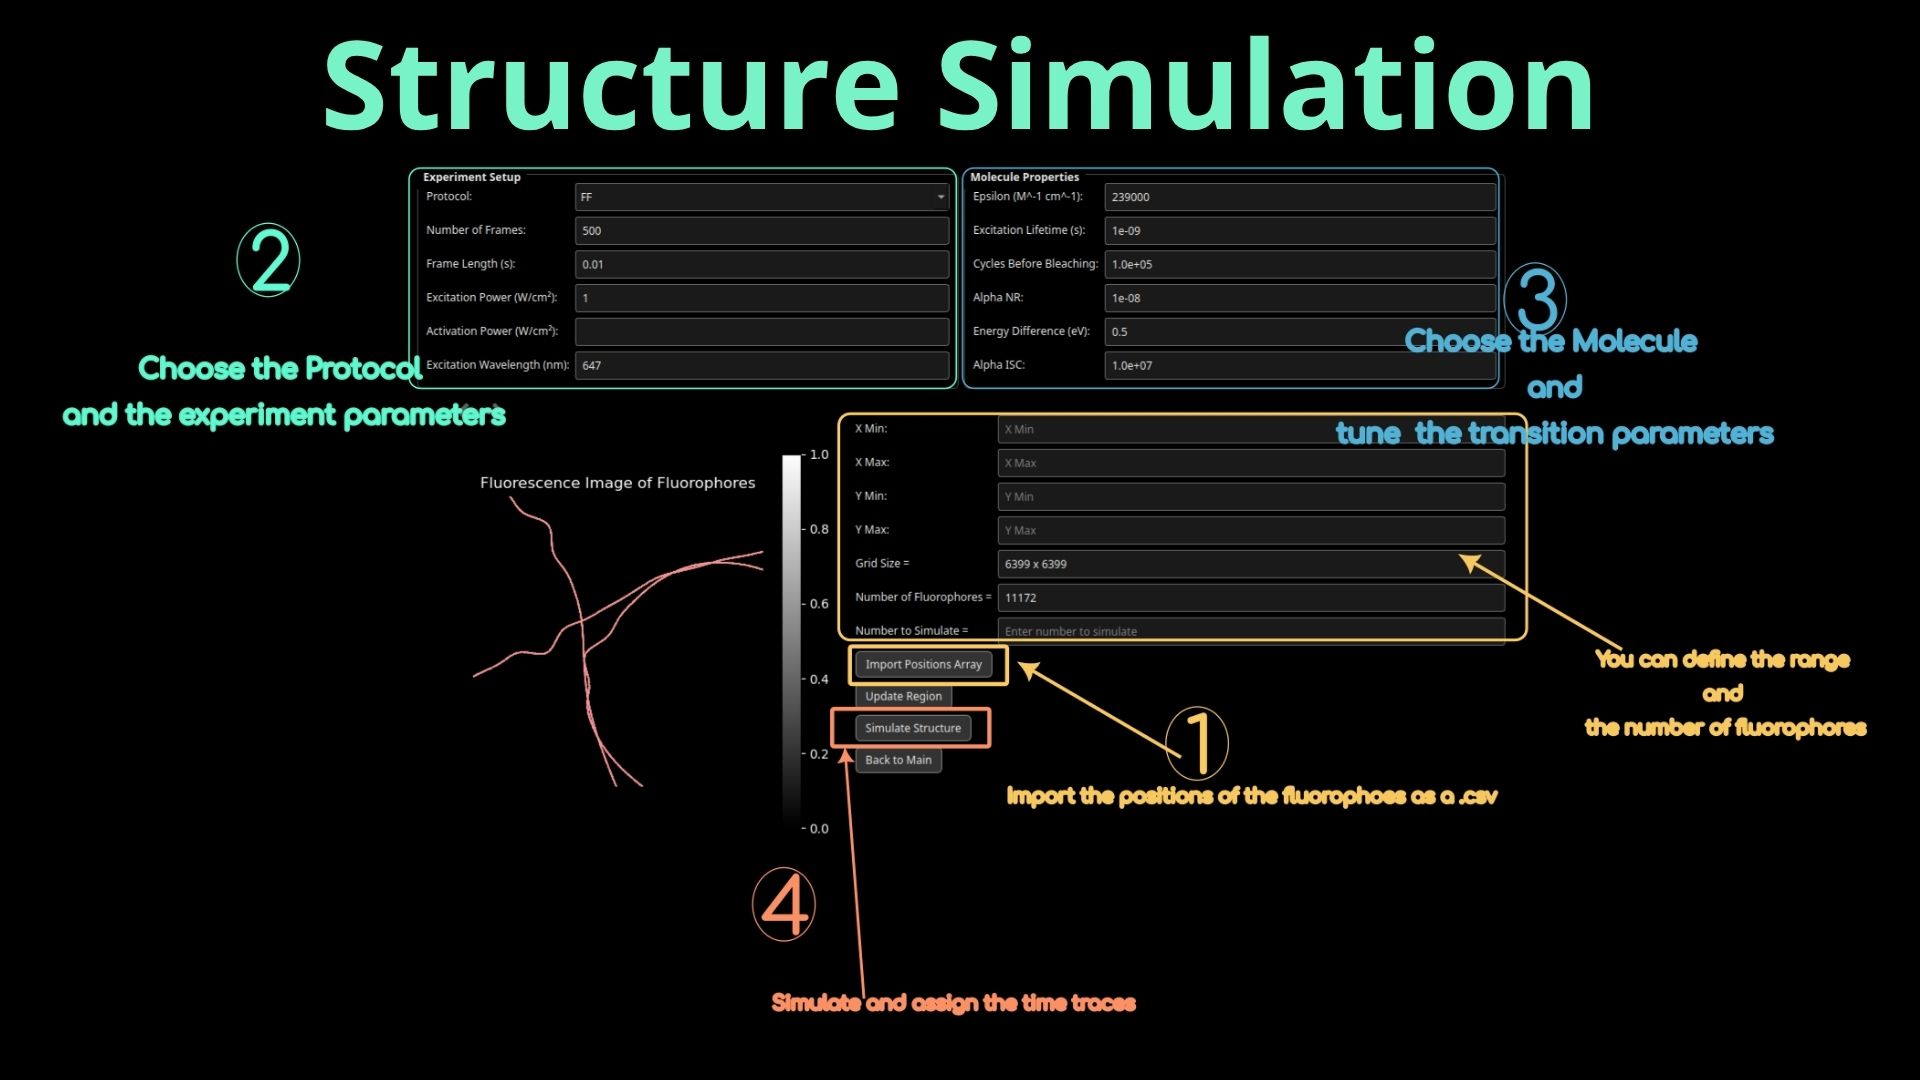 Structure Simulation
Experiment Setup
Protocol:
FF
Number of Frames:
500
Frame Length (s):
0.01
Excitation Power (W/cm²):
1
Activation Power (W/cm²):
Excitation Wavelength (nm):
647
Molecule Properties
Epsilon (M^-1 cm^-1):
239000
Excitation Lifetime (s):
1e-09
Cycles Before Bleaching:
1.0e+05
Alpha NR:
1e-08
Energy Difference (eV):
0.5
Alpha ISC:
1.0e+07
2
Choose the Protocol
and the experiment parameters
3
Choose the Molecule
and
tune the transition parameters
Fluorescence Image of Fluorophores
1.0
0.8
0.6
0.4
0.2
0.0
X Min:
X Min
X Max:
X Max
Y Min:
Y Min
Y Max:
Y Max
Grid Size =
6399 x 6399
Number of Fluorophores =
11172
Number to Simulate =
Enter number to simulate
Import Positions Array
Update Region
Simulate Structure
Back to Main
You can define the range
and
the number of fluorophores
1
Import the positions of the fluorophoes as a .csv
4
Simulate and assign the time traces